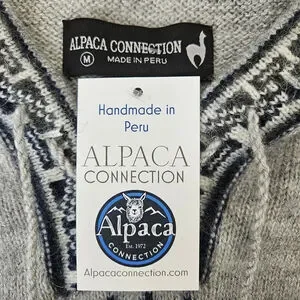 ALPACA CONNECTION
M
MADE IN PERU
Handmade in
Peru
ALPACA
CONNECTION
Alpaca
Est. 1972
CONNECTION
Alpacaconnection.com